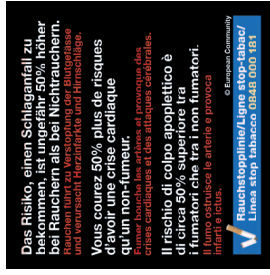 Das Risiko, einen Schlaganfall zu
bekommen, ist ungefähr 50% höher
bei Rauchern als bei Nichtrauchern.
Rauchen führt zu Verstopfung der Blutgefässe
und verursacht Herzinfarkte und Hirnschläge.
Vous courez 50% plus de risques
d'avoir une crise cardiaque
qu'un non-fumeur.
Fumer bouche les artères et provoque des
crises cardiaques et des attaques cérébrales.
Il rischio di colpo apoplettico è
di circa 50% superiore tra
i fumatori che tra i non fumatori.
Il fumo ostruisce le arterie e provoca
infarti e ictus.
© European Community
Rauchstopplinie/Ligne stop-tabac/
Linea stop tabacco 0848 000 181